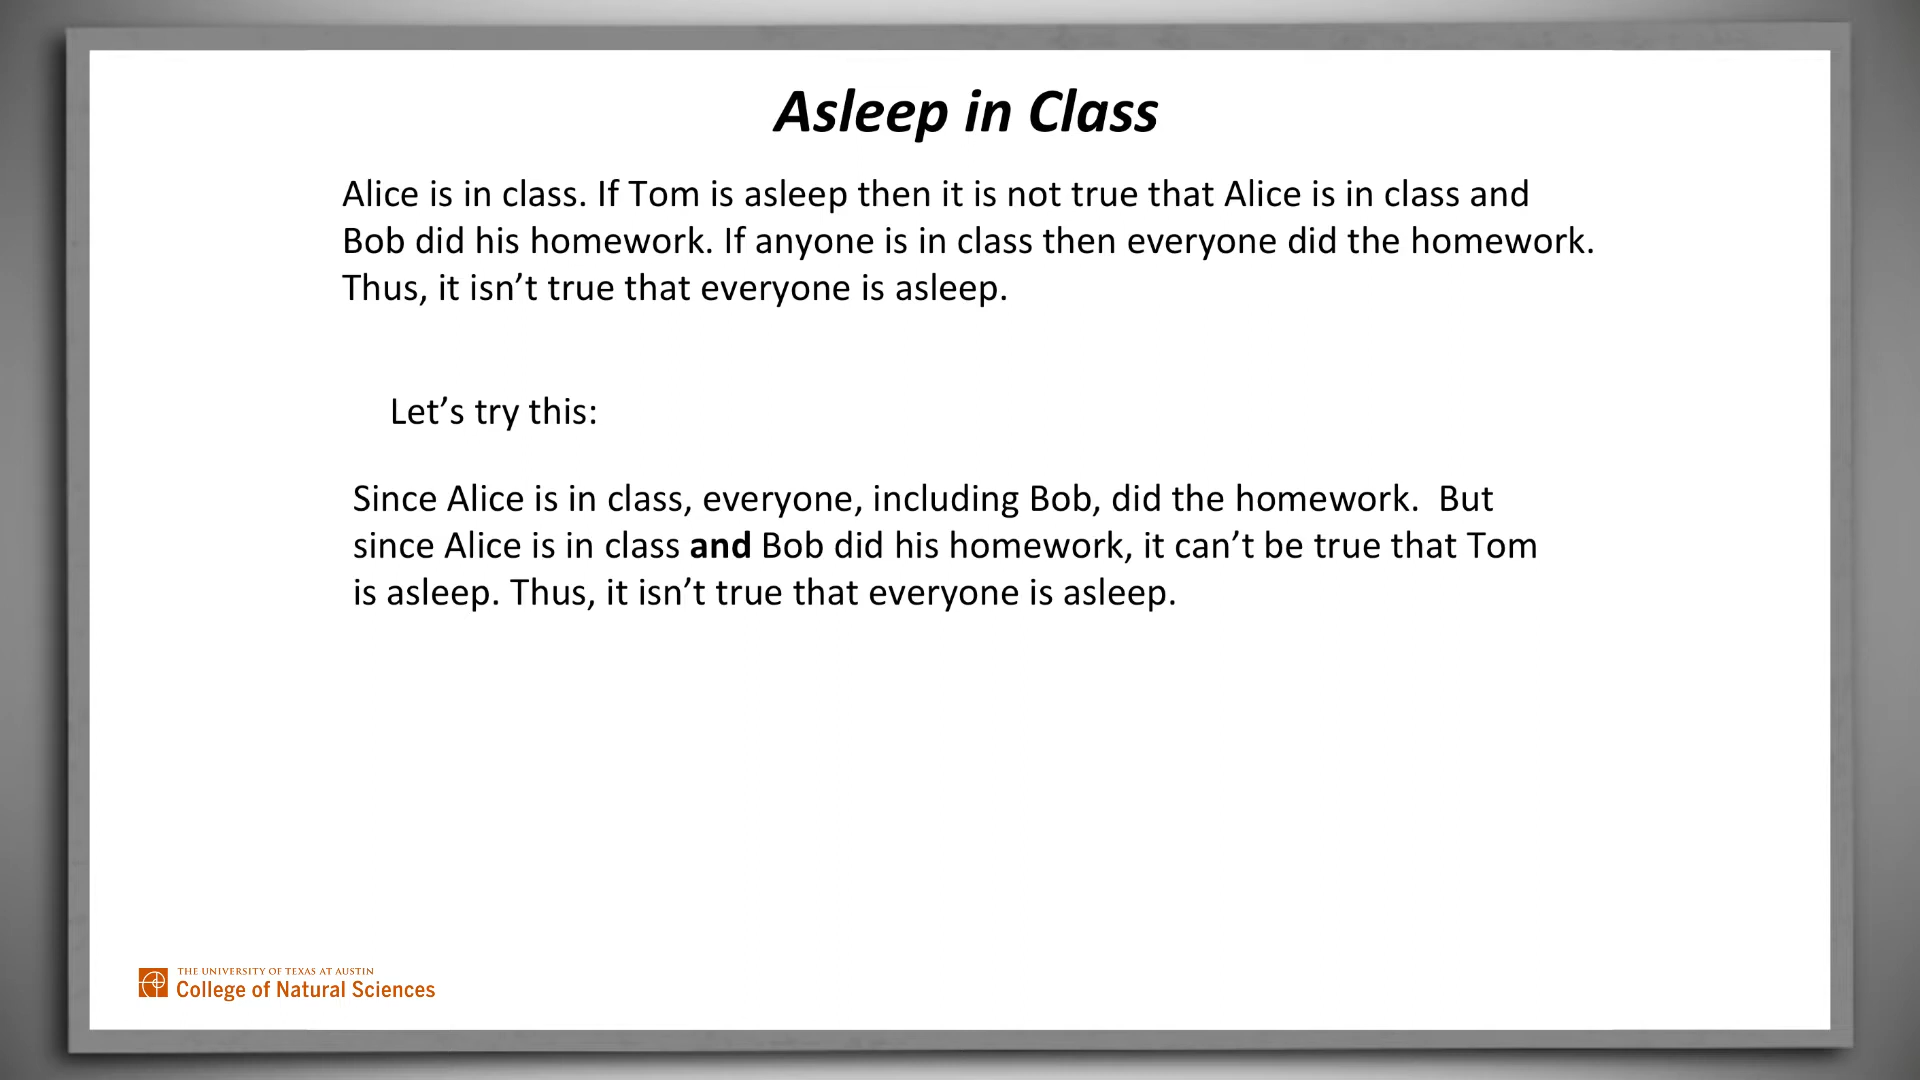 Asleep in Class
Alice is in class. If Tom is asleep then it is not true that Alice is in class and
Bob did his homework. If anyone is in class then everyone did the homework.
Thus, it isn’t true that everyone is asleep.
Let’s try this:
Since Alice is in class, everyone, including Bob, did the homework.  But
since Alice is in class and Bob did his homework, it can’t be true that Tom
is asleep. Thus, it isn’t true that everyone is asleep.
THE UNIVERSITY OF TEXAS AT AUSTIN
College of Natural Sciences